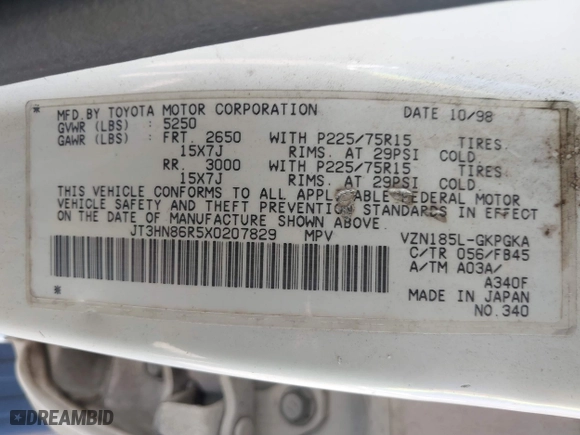 MFD. BY TOYOTA MOTOR CORPORATION DATE 10/98
GVWR (LBS) : 5250
GAWR (LBS) : FRT. 2650 WITH P225/75R15 TIRES,
15X7J RIMS, AT 29PSI COLD.
RR. 3000 WITH P225/75R15 TIRES,
15X7J RIMS, AT 29PSI COLD.
THIS VEHICLE CONFORMS TO ALL APPLICABLE FEDERAL MOTOR
VEHICLE SAFETY AND THEFT PREVENTION STANDARDS IN EFFECT
ON THE DATE OF MANUFACTURE SHOWN ABOVE.
JT3HN86R5X0207829 MPV VZN185L-GKPGKA
C/TR 056/FB45
A/TM A03A/
A340F
MADE IN JAPAN
NO.340
© DREAMBID